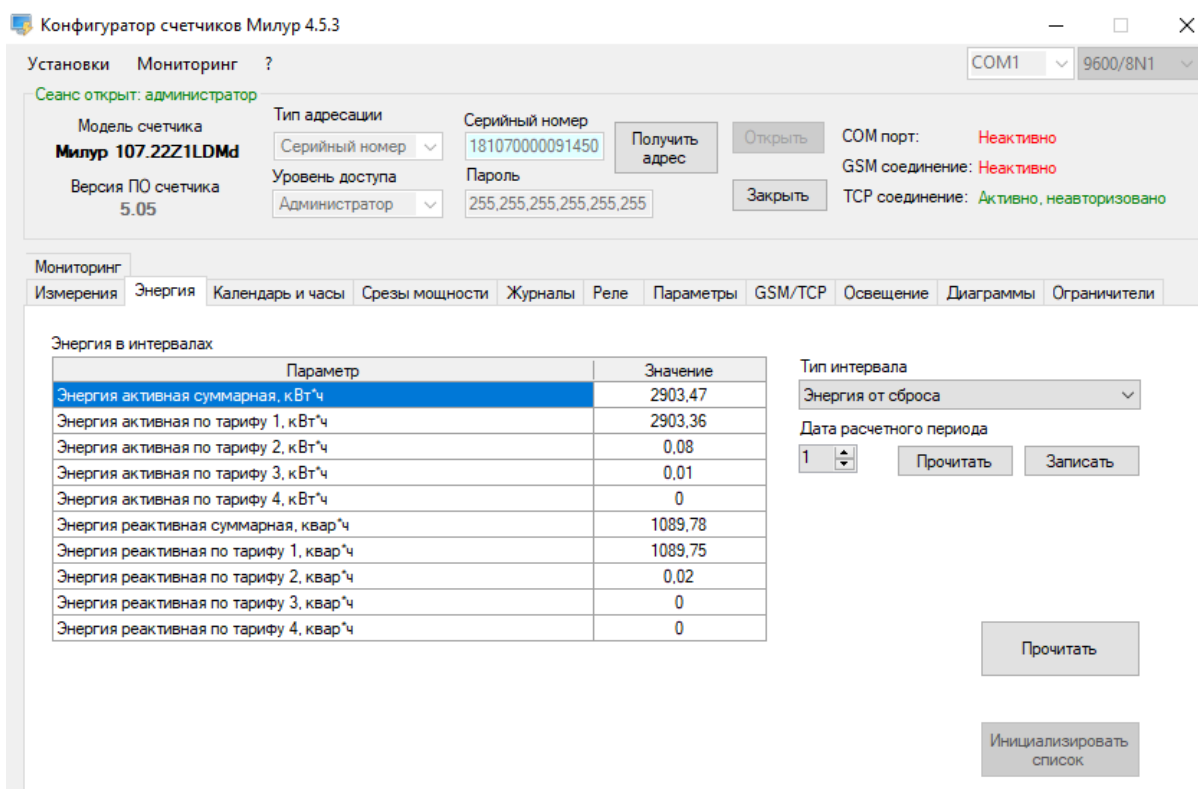 Конфигуратор счетчиков Милур 4.5.3
Установки Мониторинг ? COM1 9600/8N1
Сеанс открыт: администратор
Модель счетчика
Милур 107.22Z1LDMd
Версия ПО счетчика
5.05
Тип адресации
Серийный номер
Уровень доступа
Администратор
Серийный номер
181070000091450
Пароль
255,255,255,255,255,255
Получить
адрес
Открыть
Закрыть
COM порт: Неактивно
GSM соединение: Неактивно
TCP соединение: Активно, неавторизовано
Мониторинг
Измерения Энергия Календарь и часы Срезы мощности Журналы Реле Параметры GSM/TCP Освещение Диаграммы Ограничители
Энергия в интервалах
Параметр Значение
Энергия активная суммарная, кВт*ч 2903,47
Энергия активная по тарифу 1, кВт*ч 2903,36
Энергия активная по тарифу 2, кВт*ч 0,08
Энергия активная по тарифу 3, кВт*ч 0,01
Энергия активная по тарифу 4, кВт*ч 0
Энергия реактивная суммарная, квар*ч 1089,78
Энергия реактивная по тарифу 1, квар*ч 1089,75
Энергия реактивная по тарифу 2, квар*ч 0,02
Энергия реактивная по тарифу 3, квар*ч 0
Энергия реактивная по тарифу 4, квар*ч 0
Тип интервала
Энергия от сброса
Дата расчетного периода
1 Прочитать Записать
Прочитать
Инициализировать
список